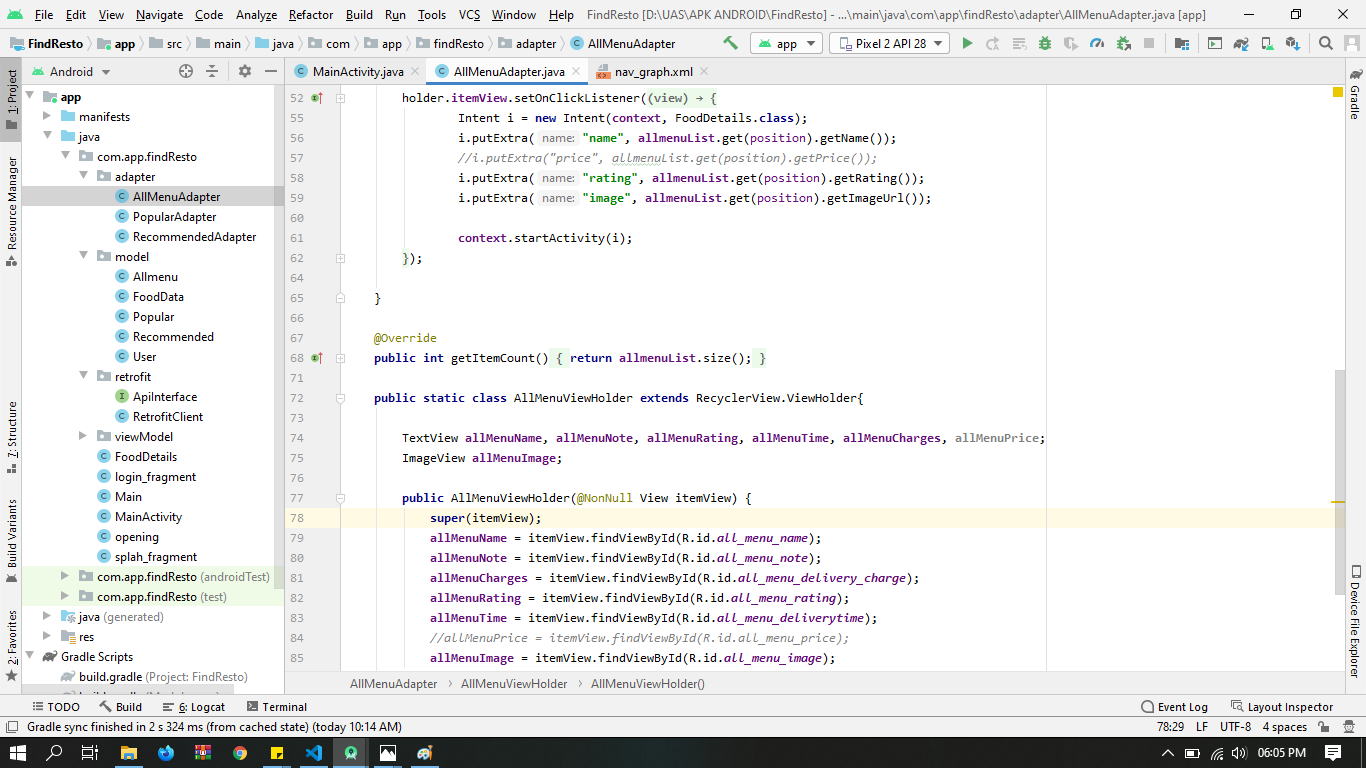 File Edit View Navigate Code Analyze Refactor Build Run Tools VCS Window Help FindResto [D:\UAS\APK ANDROID\FindResto] - ...\main\java\com\app\findResto\adapter\AllMenuAdapter.java [app]
FindResto app src main java com app findResto adapter AllMenuAdapter app Pixel 2 API 28
Android MainActivity.java AllMenuAdapter.java nav_graph.xml
1: Project
Resource Manager
7: Structure
Build Variants
2: Favorites
app
manifests
java
com.app.findResto
adapter
AllMenuAdapter
PopularAdapter
RecommendedAdapter
model
Allmenu
FoodData
Popular
Recommended
User
retrofit
ApiInterface
RetrofitClient
viewModel
FoodDetails
login_fragment
Main
MainActivity
opening
splah_fragment
com.app.findResto (androidTest)
com.app.findResto (test)
java (generated)
res
Gradle Scripts
build.gradle (Project: FindResto)
52 holder.itemView.setOnClickListener((view) → {
55 Intent i = new Intent(context, FoodDetails.class);
56 i.putExtra( name: "name", allmenuList.get(position).getName());
57 //i.putExtra("price", allmenuList.get(position).getPrice());
58 i.putExtra( name: "rating", allmenuList.get(position).getRating());
59 i.putExtra( name: "image", allmenuList.get(position).getImageUrl());
60
61 context.startActivity(i);
62 });
64
65 }
66
67 @Override
68 public int getItemCount() { return allmenuList.size(); }
71
72 public static class AllMenuViewHolder extends RecyclerView.ViewHolder{
73
74 TextView allMenuName, allMenuNote, allMenuRating, allMenuTime, allMenuCharges, allMenuPrice;
75 ImageView allMenuImage;
76
77 public AllMenuViewHolder(@NonNull View itemView) {
78 super(itemView);
79 allMenuName = itemView.findViewById(R.id.all_menu_name);
80 allMenuNote = itemView.findViewById(R.id.all_menu_note);
81 allMenuCharges = itemView.findViewById(R.id.all_menu_delivery_charge);
82 allMenuRating = itemView.findViewById(R.id.all_menu_rating);
83 allMenuTime = itemView.findViewById(R.id.all_menu_deliverytime);
84 //allMenuPrice = itemView.findViewById(R.id.all_menu_price);
85 allMenuImage = itemView.findViewById(R.id.all_menu_image);
AllMenuAdapter › AllMenuViewHolder › AllMenuViewHolder()
Gradle
Device File Explorer
TODO Build 6: Logcat Terminal Event Log Layout Inspector
Gradle sync finished in 2 s 324 ms (from cached state) (today 10:14 AM) 78:29 LF UTF-8 4 spaces
06:05 PM